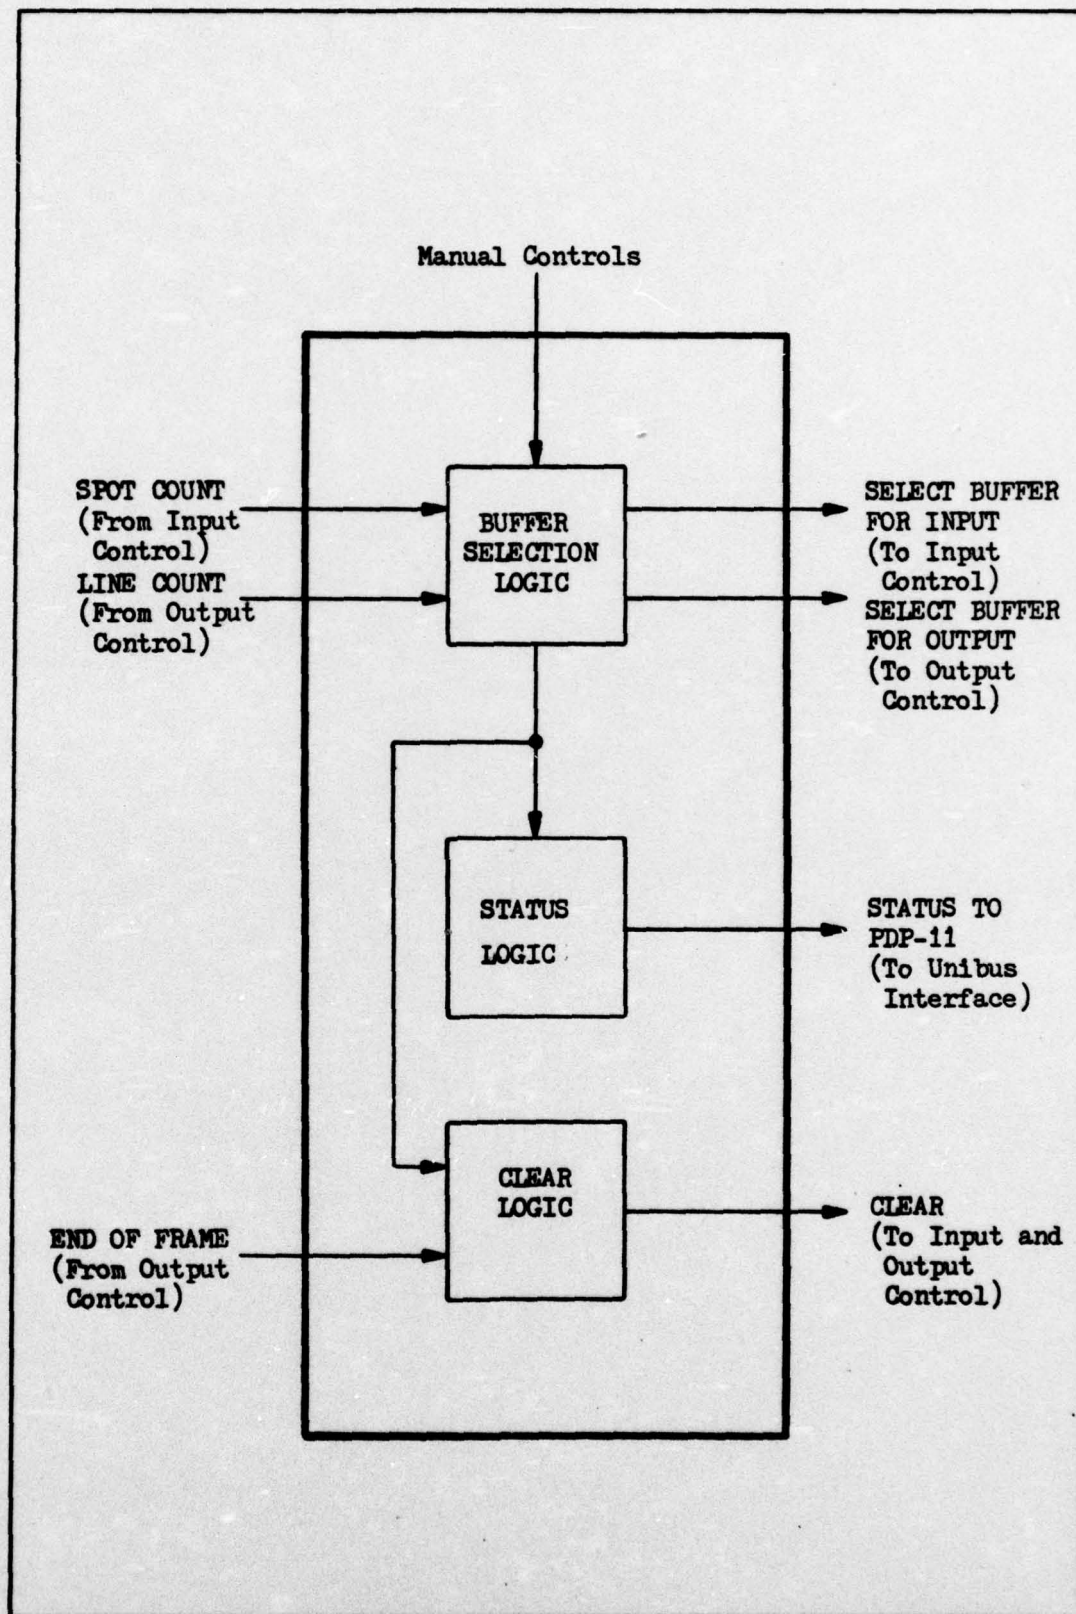 Manual Controls
SPOT COUNT
(From Input
Control)
LINE COUNT
(From Output
Control)
BUFFER
SELECTION
LOGIC
SELECT BUFFER
FOR INPUT
(To Input
Control)
SELECT BUFFER
FOR OUTPUT
(To Output
Control)
STATUS
LOGIC
STATUS TO
PDP-11
(To Unibus
Interface)
CLEAR
LOGIC
END OF FRAME
(From Output
Control)
CLEAR
(To Input and
Output
Control)